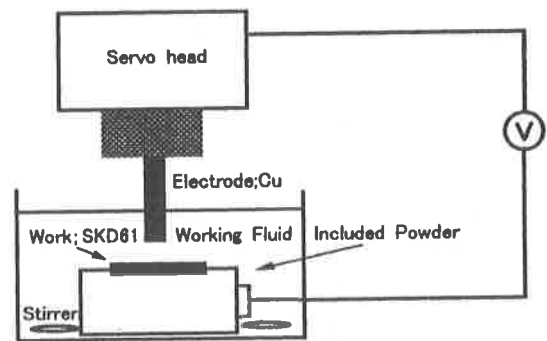 Servo head
V
Electrode;Cu
Work;SKD61 Working Fluid Included Powder
Stirrer